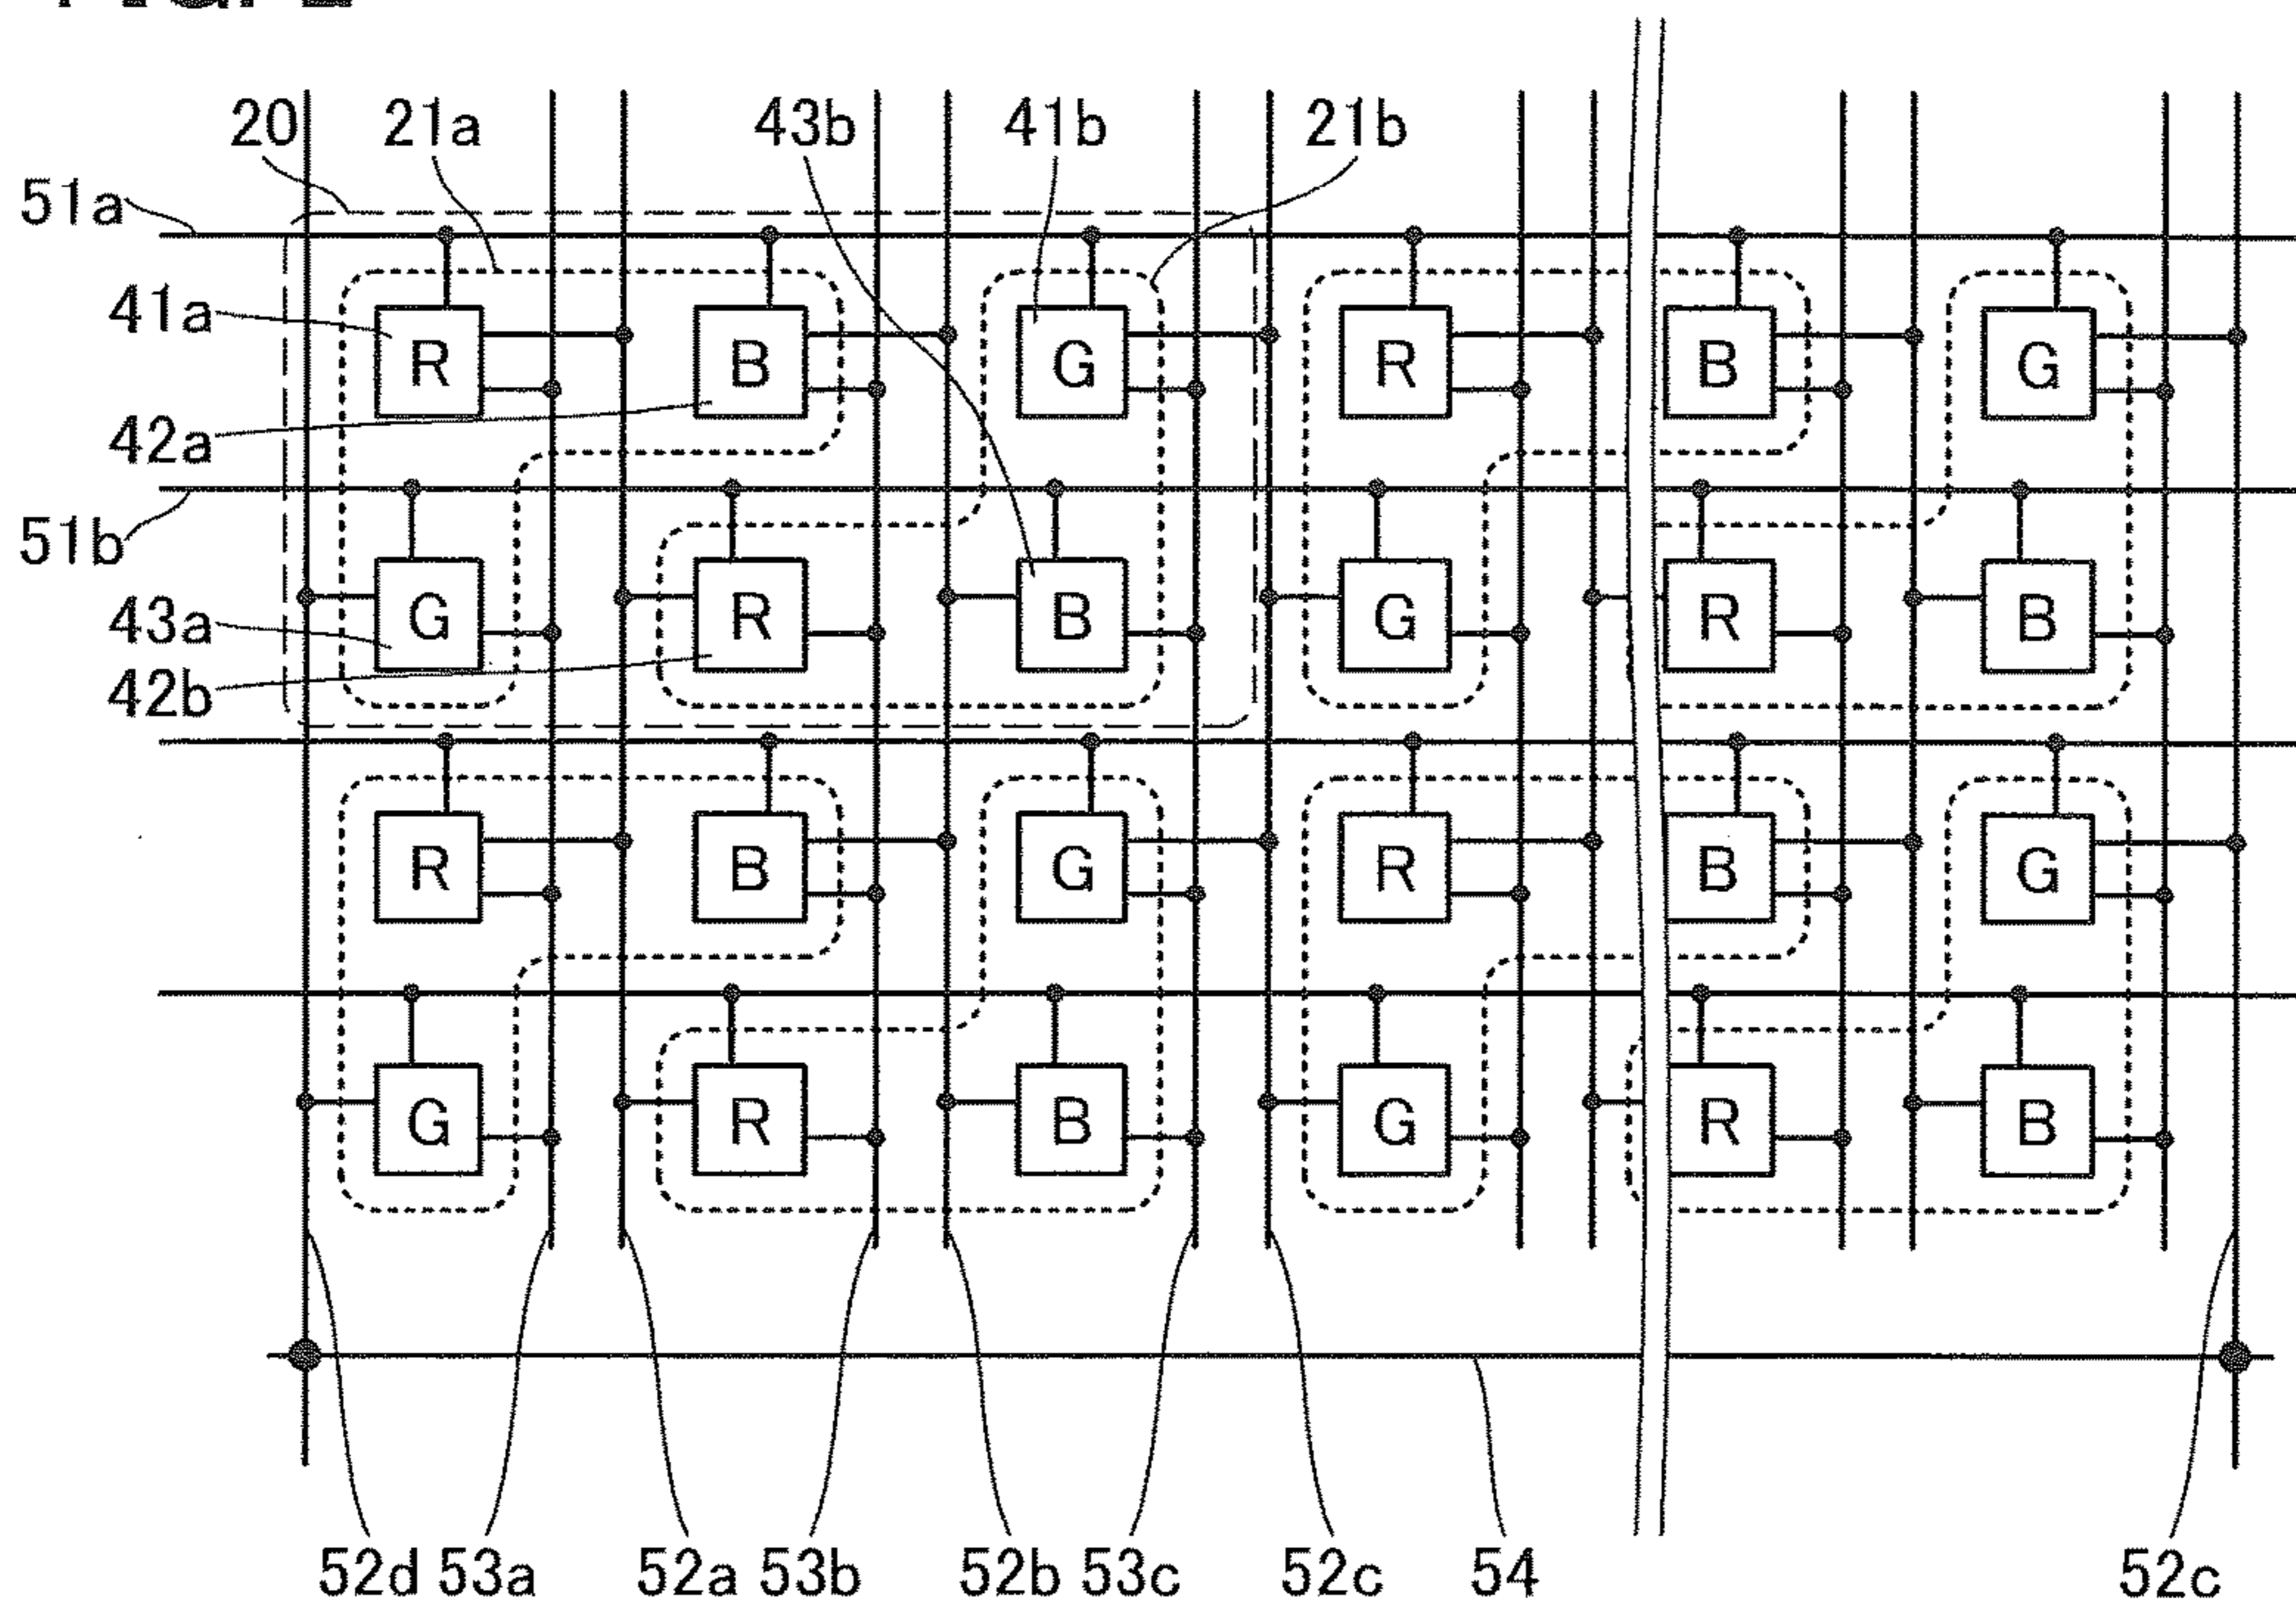 20 21a 43b 41b 21b
51a
41a R B G R B G
42a
51b
43a G R B G R B
42b
R B G R B G
G R B G R B
52d 53a 52a 53b 52b 53c 52c 54 52c